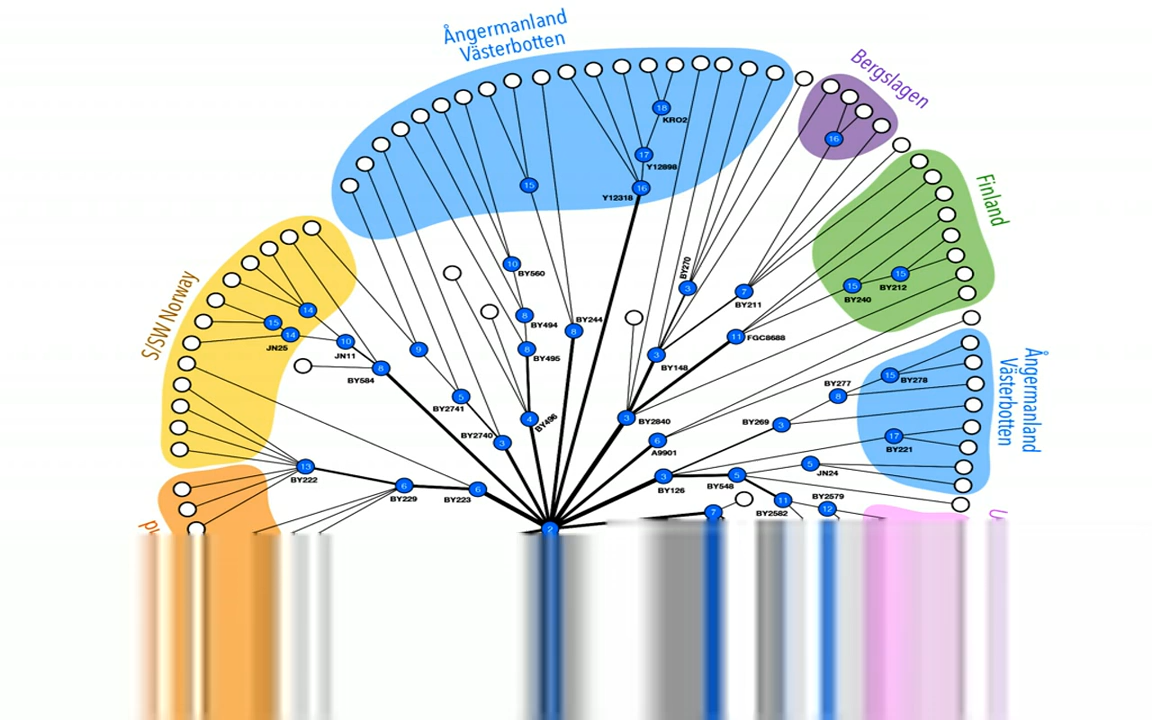 Ångermanland
Västerbotten
Bergslagen
Finland
S/SW Norway
Ångermanland
Västerbotten
18
KRO2
17
Y12898
16
Y12318
15
16
10
BY560
BY270
3
7
BY211
15
BY240
15
BY212
8
BY494
8
BY495
8
BY244
11
FGC8688
3
BY148
14
15
14
JN25
10
JN11
8
BY584
9
5
BY2741
3
BY2740
4
BY496
3
BY2840
6
A9901
15
BY278
BY277
8
BY269
3
17
BY221
5
JN24
13
BY222
6
BY229
6
BY223
3
BY126
5
BY548
11
BY2582
BY2579
12
7
2